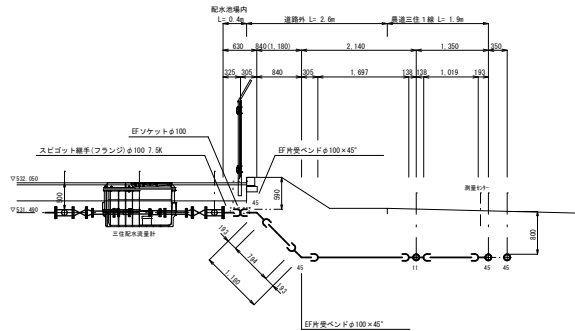 配水池場内
L= 0.4m 道路外 L= 2.6m 農道三住1線 L= 1.9m
630 840(1,180) 2,140 1,350 350
325 305 840 305 1,697 138 138 1,019 193
EFソケットφ100
スピゴット継手(フランジ)φ100 7.5K
EF片受ベンドφ100×45°
▽532.050
▽531.490
600
590
45
測量センター
三住配水流量計
800
193
794
193
1,180
45
11
45
45
EF片受ベンドφ100×45°